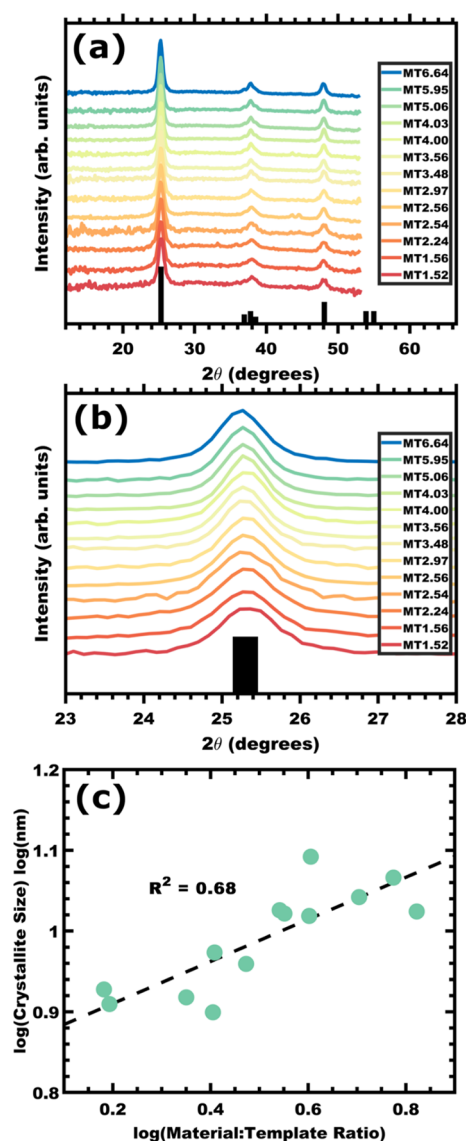 (a)
Intensity (arb. units)
MT6.64
MT5.95
MT5.06
MT4.03
MT4.00
MT3.56
MT3.48
MT2.97
MT2.56
MT2.54
MT2.24
MT1.56
MT1.52
20 30 40 50 60
2θ (degrees)
(b)
Intensity (arb. units)
MT6.64
MT5.95
MT5.06
MT4.03
MT4.00
MT3.56
MT3.48
MT2.97
MT2.56
MT2.54
MT2.24
MT1.56
MT1.52
23 24 25 26 27 28
2θ (degrees)
(c)
log(Crystallite Size) log(nm)
1.2
1.1
1
0.9
0.8
R² = 0.68
0.2 0.4 0.6 0.8
log(Material:Template Ratio)